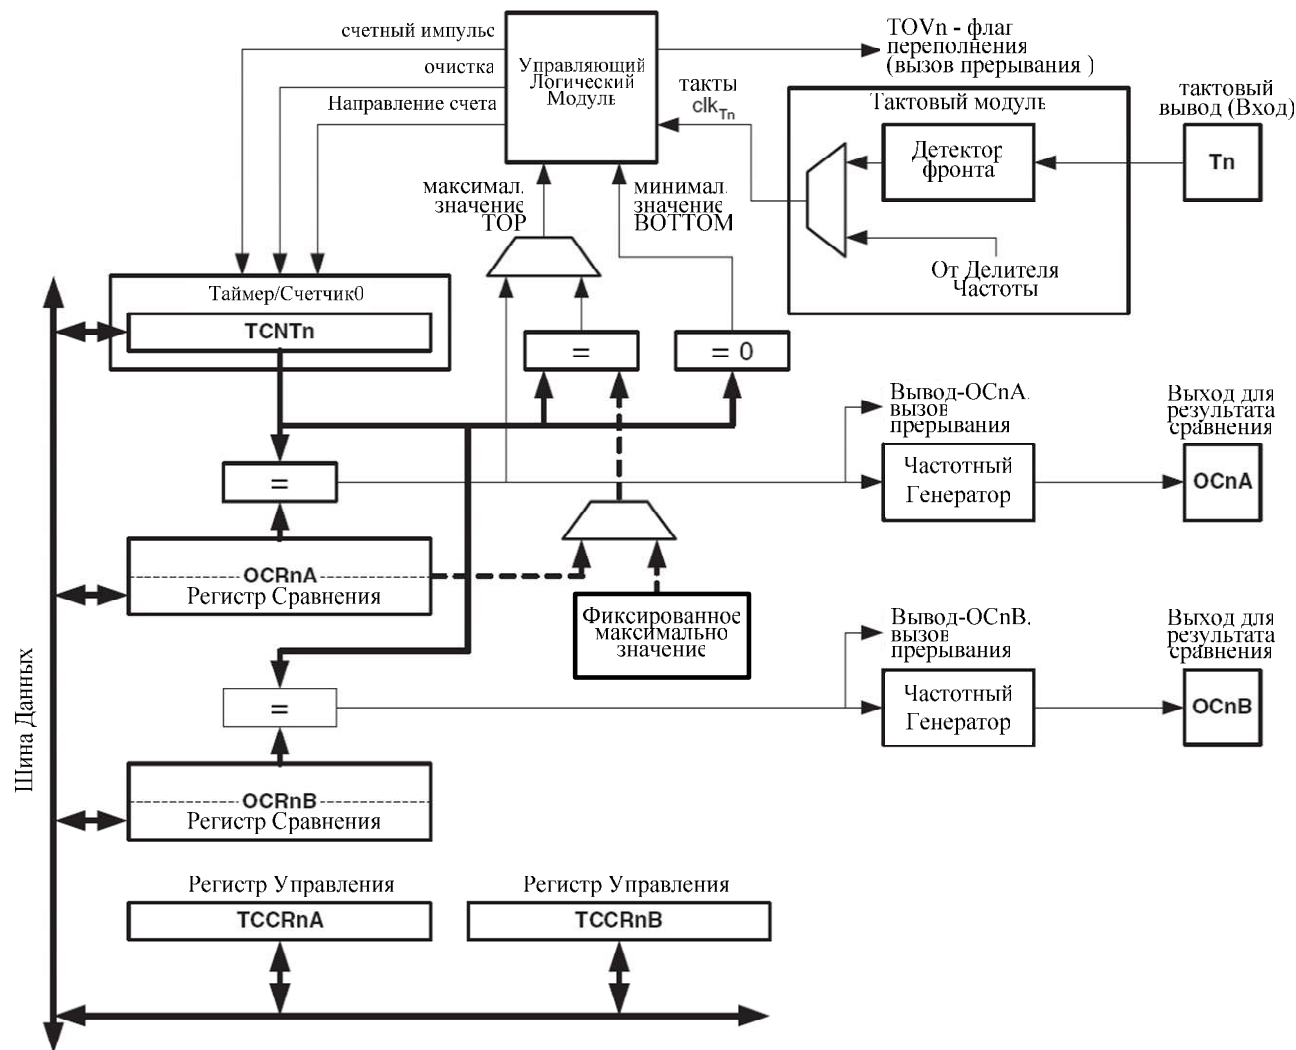 счетный импульс
очистка
Направление счета
Управляющий
Логический
Модуль
TOVn - флаг
переполнения
(вызов прерывания )
такты
clkTn
Тактовый модуль
Детектор
фронта
От Делителя
Частоты
тактовый
вывод (Вход)
Tn
максимал.
значение
TOP
минимал.
значение
BOTTOM
Таймер/Счетчик0
TCNTn
=
= 0
Вывод-OCnA.
вызов
прерывания
Выход для
результата
сравнения
=
Частотный
Генератор
OCnA
OCRnA
Регистр Сравнения
Фиксированное
максимально
значение
Вывод-OCnB.
вызов
прерывания
Выход для
результата
сравнения
=
Частотный
Генератор
OCnB
OCRnB
Регистр Сравнения
Шина Данных
Регистр Управления
TCCRnA
Регистр Управления
TCCRnB